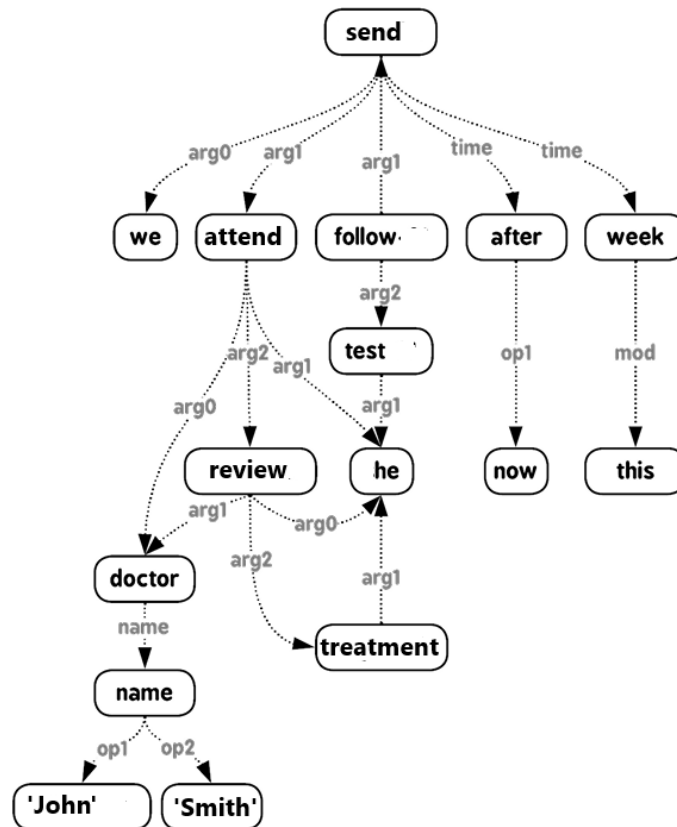 send
arg0 arg1 arg1 time time
we attend follow- after week
arg2
arg2 arg1 test op1 mod
arg0 arg1
review he now this
arg1 arg0
arg2 arg1
doctor
name treatment
name
op1 op2
'John' 'Smith'